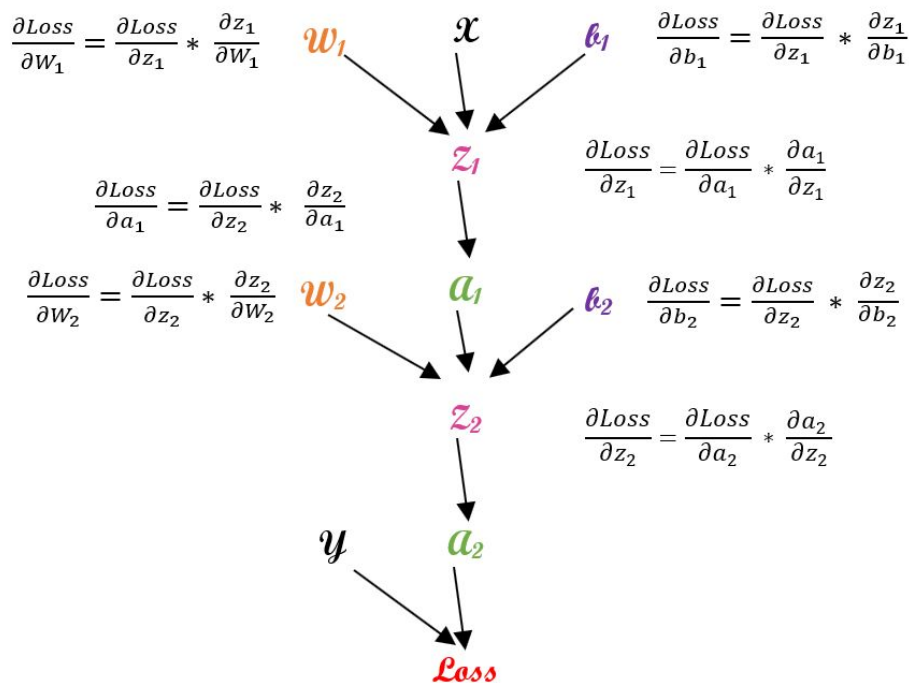 ∂Loss/∂W₁ = ∂Loss/∂z₁ * ∂z₁/∂W₁ w₁ x b₁ ∂Loss/∂b₁ = ∂Loss/∂z₁ * ∂z₁/∂b₁
z₁ ∂Loss/∂z₁ = ∂Loss/∂a₁ * ∂a₁/∂z₁
∂Loss/∂a₁ = ∂Loss/∂z₂ * ∂z₂/∂a₁
∂Loss/∂W₂ = ∂Loss/∂z₂ * ∂z₂/∂W₂ w₂ a₁ b₂ ∂Loss/∂b₂ = ∂Loss/∂z₂ * ∂z₂/∂b₂
z₂ ∂Loss/∂z₂ = ∂Loss/∂a₂ * ∂a₂/∂z₂
y a₂
Loss